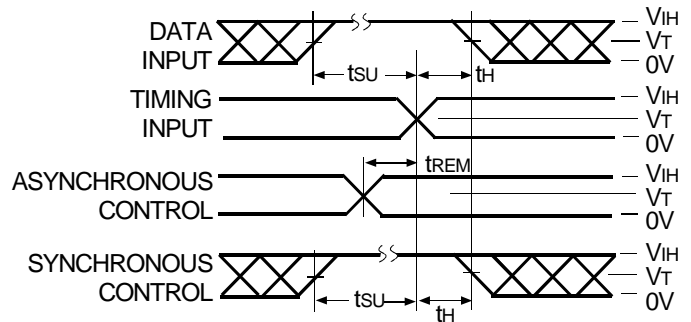 DATA
INPUT
tSU
tH
VIH
VT
0V
TIMING
INPUT
VIH
VT
0V
tREM
ASYNCHRONOUS
CONTROL
VIH
VT
0V
SYNCHRONOUS
CONTROL
tSU
tH
VIH
VT
0V